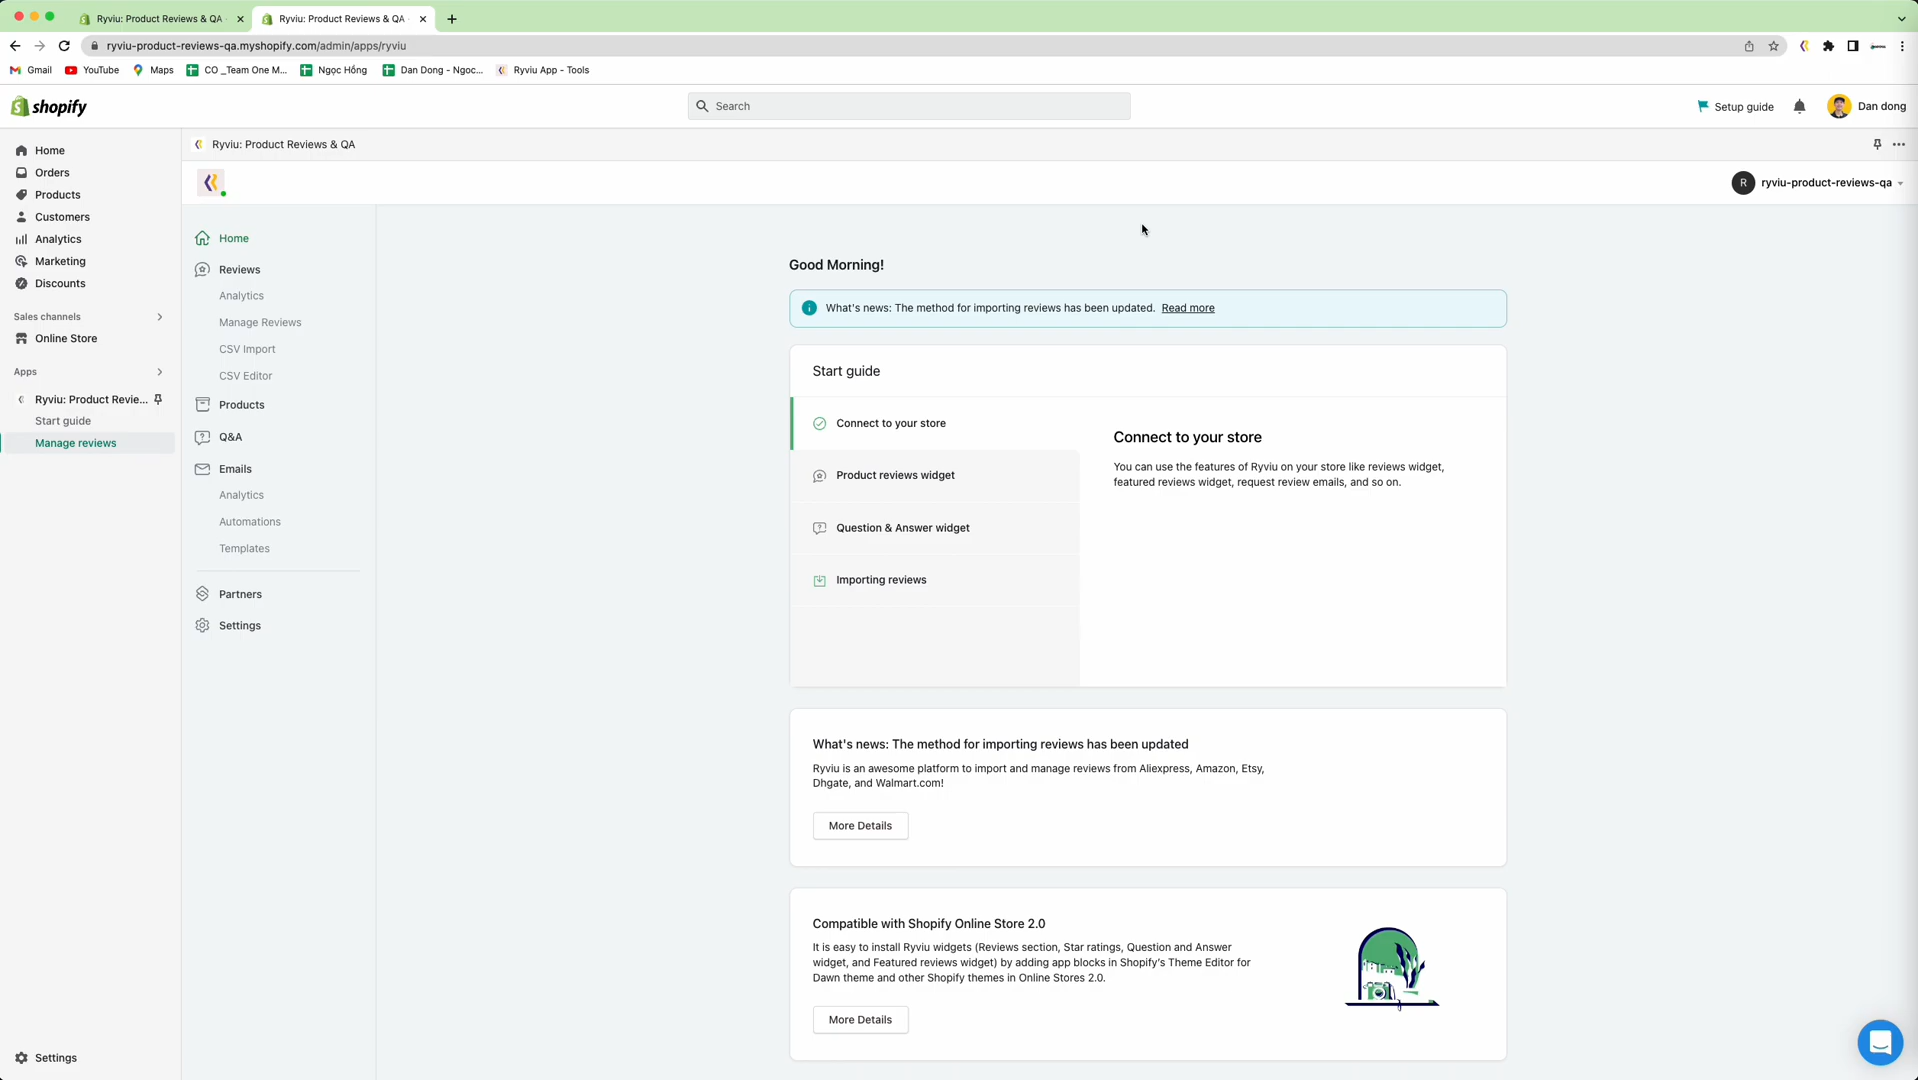 Ryviu: Product Reviews & QA
Ryviu: Product Reviews & QA
ryviu-product-reviews-qa.myshopify.com/admin/apps/ryviu
Gmail
YouTube
Maps
CO _Team One M...
Ngọc Hồng
Dan Dong - Ngoc...
Ryviu App - Tools
shopify
Search
Setup guide
Dan dong
Home
Orders
Products
Customers
Analytics
Marketing
Discounts
Sales channels
Online Store
Apps
Ryviu: Product Revie...
Start guide
Manage reviews
Settings
Ryviu: Product Reviews & QA
R
ryviu-product-reviews-qa
Home
Reviews
Analytics
Manage Reviews
CSV Import
CSV Editor
Products
Q&A
Emails
Analytics
Automations
Templates
Partners
Settings
Good Morning!
What's news: The method for importing reviews has been updated. Read more
Start guide
Connect to your store
Product reviews widget
Question & Answer widget
Importing reviews
Connect to your store
You can use the features of Ryviu on your store like reviews widget,
featured reviews widget, request review emails, and so on.
What's news: The method for importing reviews has been updated
Ryviu is an awesome platform to import and manage reviews from Aliexpress, Amazon, Etsy,
Dhgate, and Walmart.com!
More Details
Compatible with Shopify Online Store 2.0
It is easy to install Ryviu widgets (Reviews section, Star ratings, Question and Answer
widget, and Featured reviews widget) by adding app blocks in Shopify's Theme Editor for
Dawn theme and other Shopify themes in Online Stores 2.0.
More Details